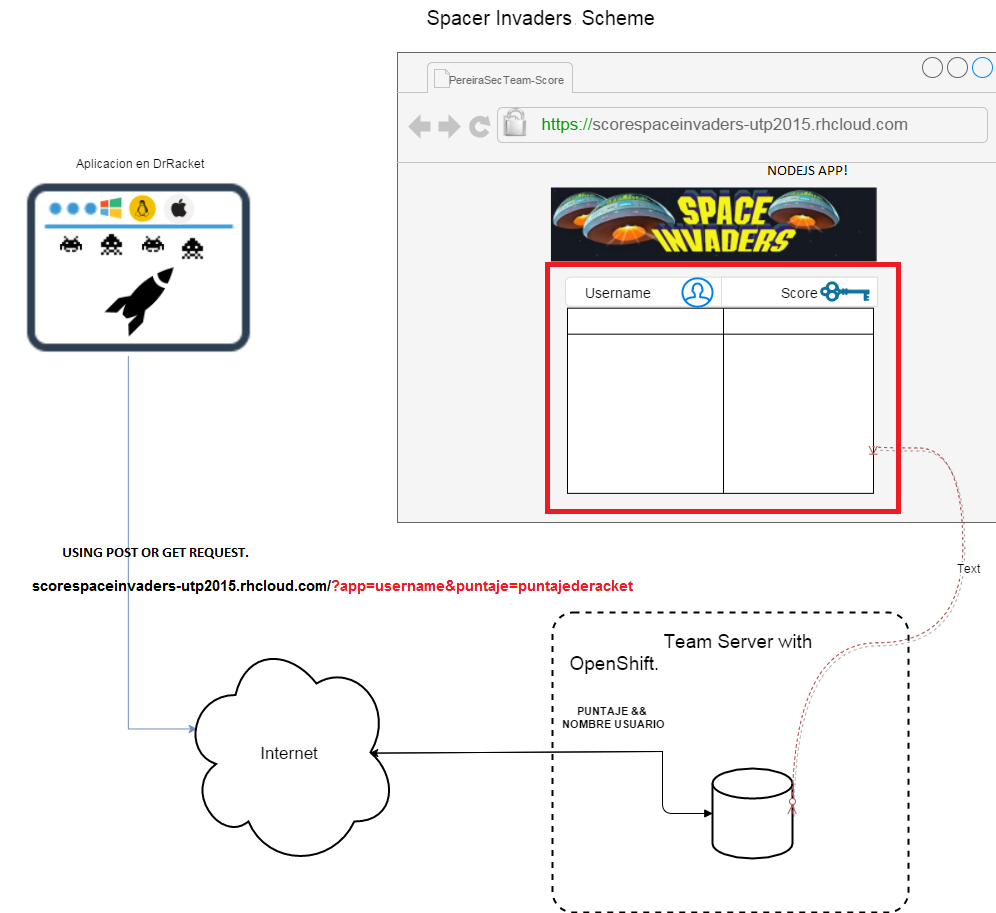 Spacer Invaders Scheme
PereiraSecTeam-Score
https://scorespaceinvaders-utp2015.rhcloud.com
Aplicacion en DrRacket
NODEJS APP!
SPACE
INVADERS
Username
Score
USING POST OR GET REQUEST.
scorespaceinvaders-utp2015.rhcloud.com/?app=username&puntaje=puntajederacket
Text
Team Server with
OpenShift.
PUNTAJE &&
NOMBRE USUARIO
Internet